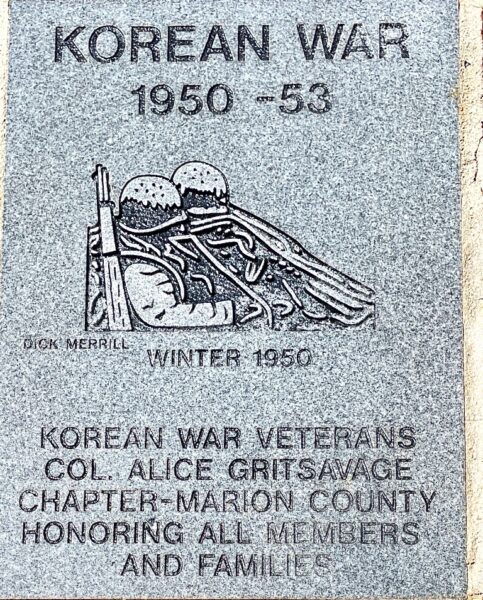 KOREAN WAR
1950 -53
DICK MERRILL
WINTER 1950
KOREAN WAR VETERANS
COL. ALICE GRITSAVAGE
CHAPTER-MARION COUNTY
HONORING ALL MEMBERS
AND FAMILIES